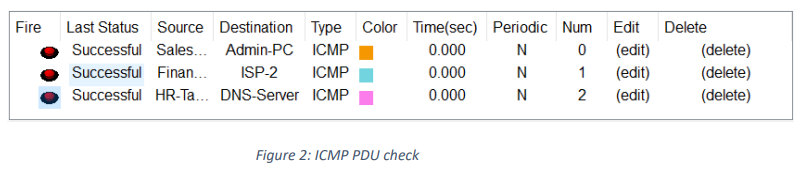 Fire Last Status Source Destination Type Color Time(sec) Periodic Num Edit Delete
Successful Sales... Admin-PC ICMP 0.000 N 0 (edit) (delete)
Successful Finan... ISP-2 ICMP 0.000 N 1 (edit) (delete)
Successful HR-Ta... DNS-Server ICMP 0.000 N 2 (edit) (delete)
Figure 2: ICMP PDU check